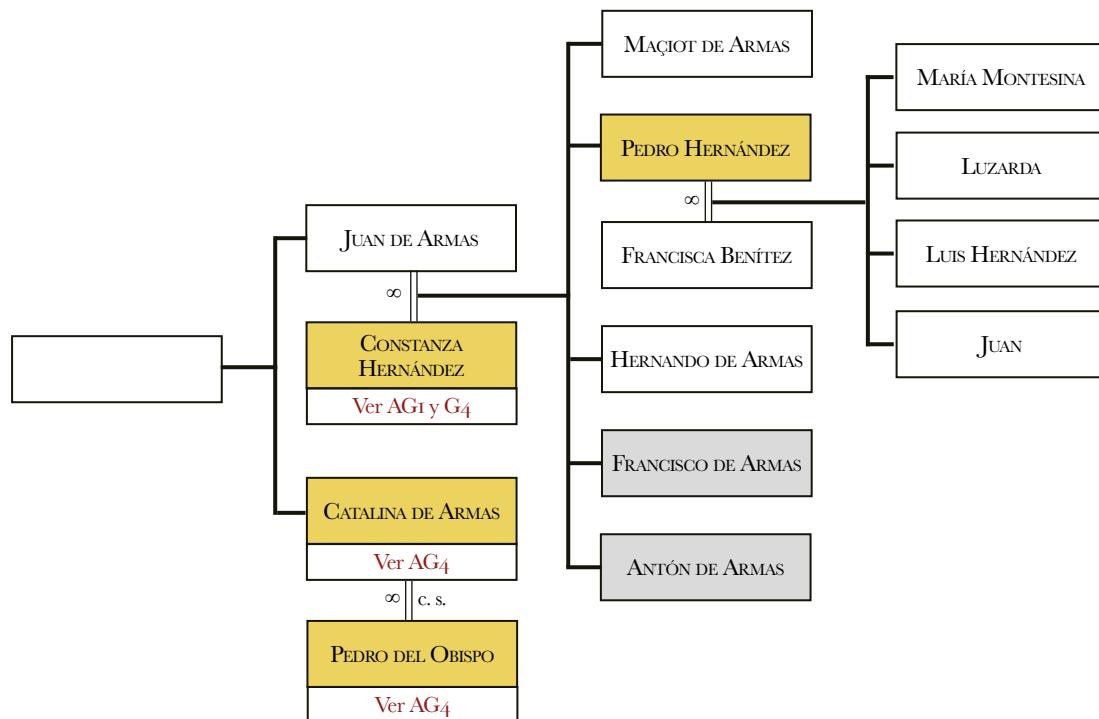 Juan de Armas
∞
Constanza
Hernández
Ver AG1 y G4
Catalina de Armas
Ver AG4
∞ c. s.
Pedro del Obispo
Ver AG4
Maçiot de Armas
Pedro Hernández
∞
Francisca Benítez
Hernando de Armas
Francisco de Armas
Antón de Armas
María Montesina
Luzarda
Luis Hernández
Juan